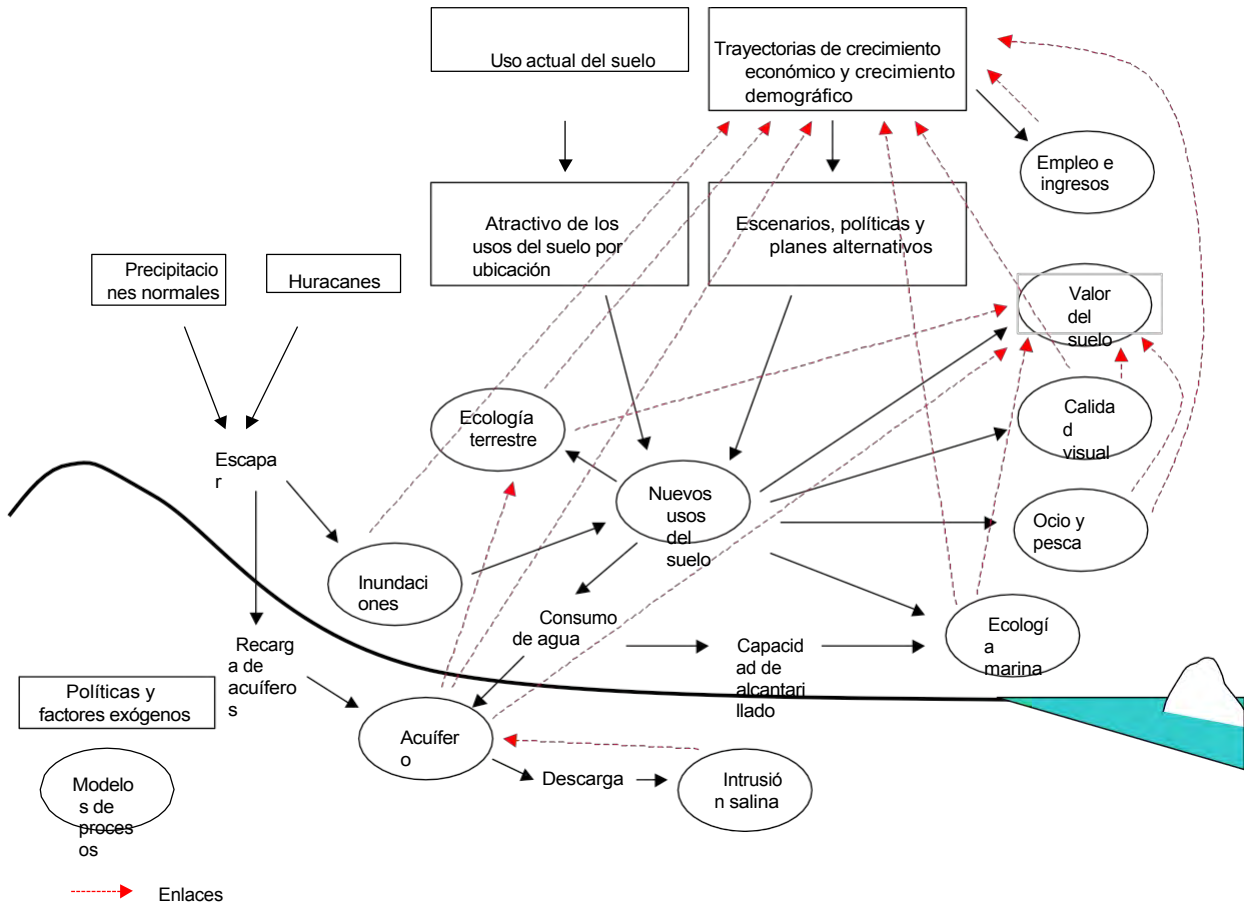 Uso actual del suelo
Trayectorias de crecimiento
económico y crecimiento
demográfico
Empleo e
ingresos
Atractivo de los
usos del suelo por
ubicación
Escenarios, políticas y
planes alternativos
Precipitacio
nes normales
Huracanes
Valor
del
suelo
Ecología
terrestre
Calida
d
visual
Escapa
r
Nuevos
usos
del
suelo
Ocio y
pesca
Inundaci
ones
Consumo
de agua
Ecologí
a
marina
Recarg
a de
acuífero
s
Capacid
ad de
alcantari
llado
Políticas y
factores exógenos
Acuífer
o
Descarga
Intrusió
n salina
Modelo
s de
proces
os
Enlaces